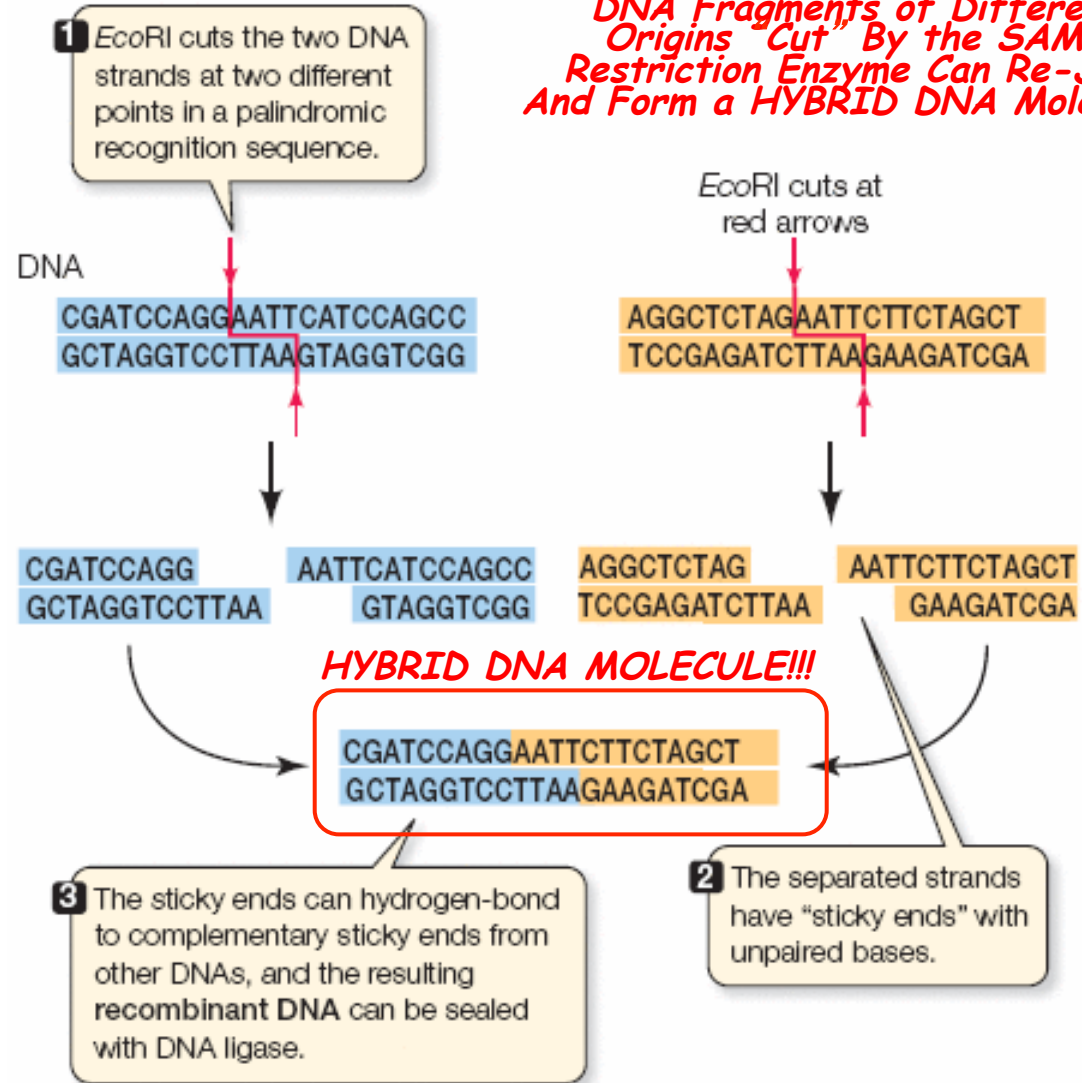 DNA Fragments of
Origins "Cut" By the
Restriction Enzyme Can
And Form a HYBRID DNA
1 EcoRI cuts the two DNA
strands at two different
points in a palindromic
recognition sequence.
EcoRI cuts at
red arrows
DNA
CGATCCAGGAATTCATCCAGCC
GCTAGGTCCTTAAGTAGGTCGG
AGGCTCTAGAATTCTTCTAGCT
TCCGAGATCTTAAGAAGATCGA
CGATCCAGG
GCTAGGTCCTTAA
AATTCATCCAGCC
GTAGGTCGG
AGGCTCTAG
TCCGAGATCTTAA
AATTCTTCTAGCT
GAAGATCGA
HYBRID DNA MOLECULE!!!
CGATCCAGGAATTCTTCTAGCT
GCTAGGTCCTTAAGAAGATCGA
2 The separated strands
have “sticky ends” with
unpaired bases.
3 The sticky ends can hydrogen-bond
to complementary sticky ends from
other DNAs, and the resulting
recombinant DNA can be sealed
with DNA ligase.